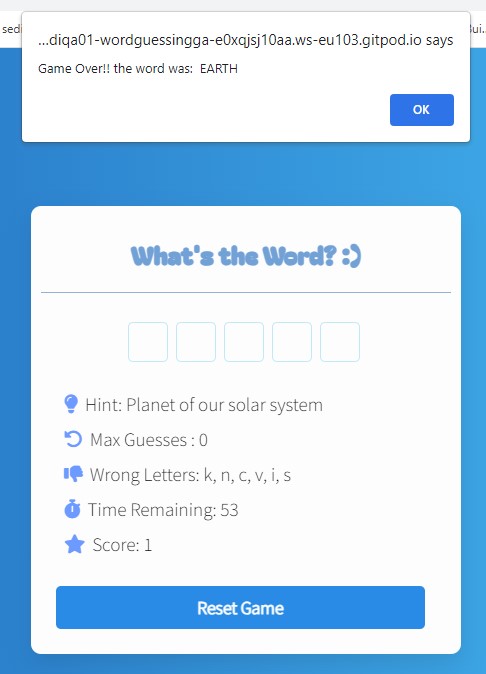 ...diqa01-wordguessingga-e0xqjsj10aa.ws-eu103.gitpod.io says
Game Over!! the word was: EARTH
OK
What's the Word? :)
Hint: Planet of our solar system
Max Guesses : 0
Wrong Letters: k, n, c, v, i, s
Time Remaining: 53
Score: 1
Reset Game